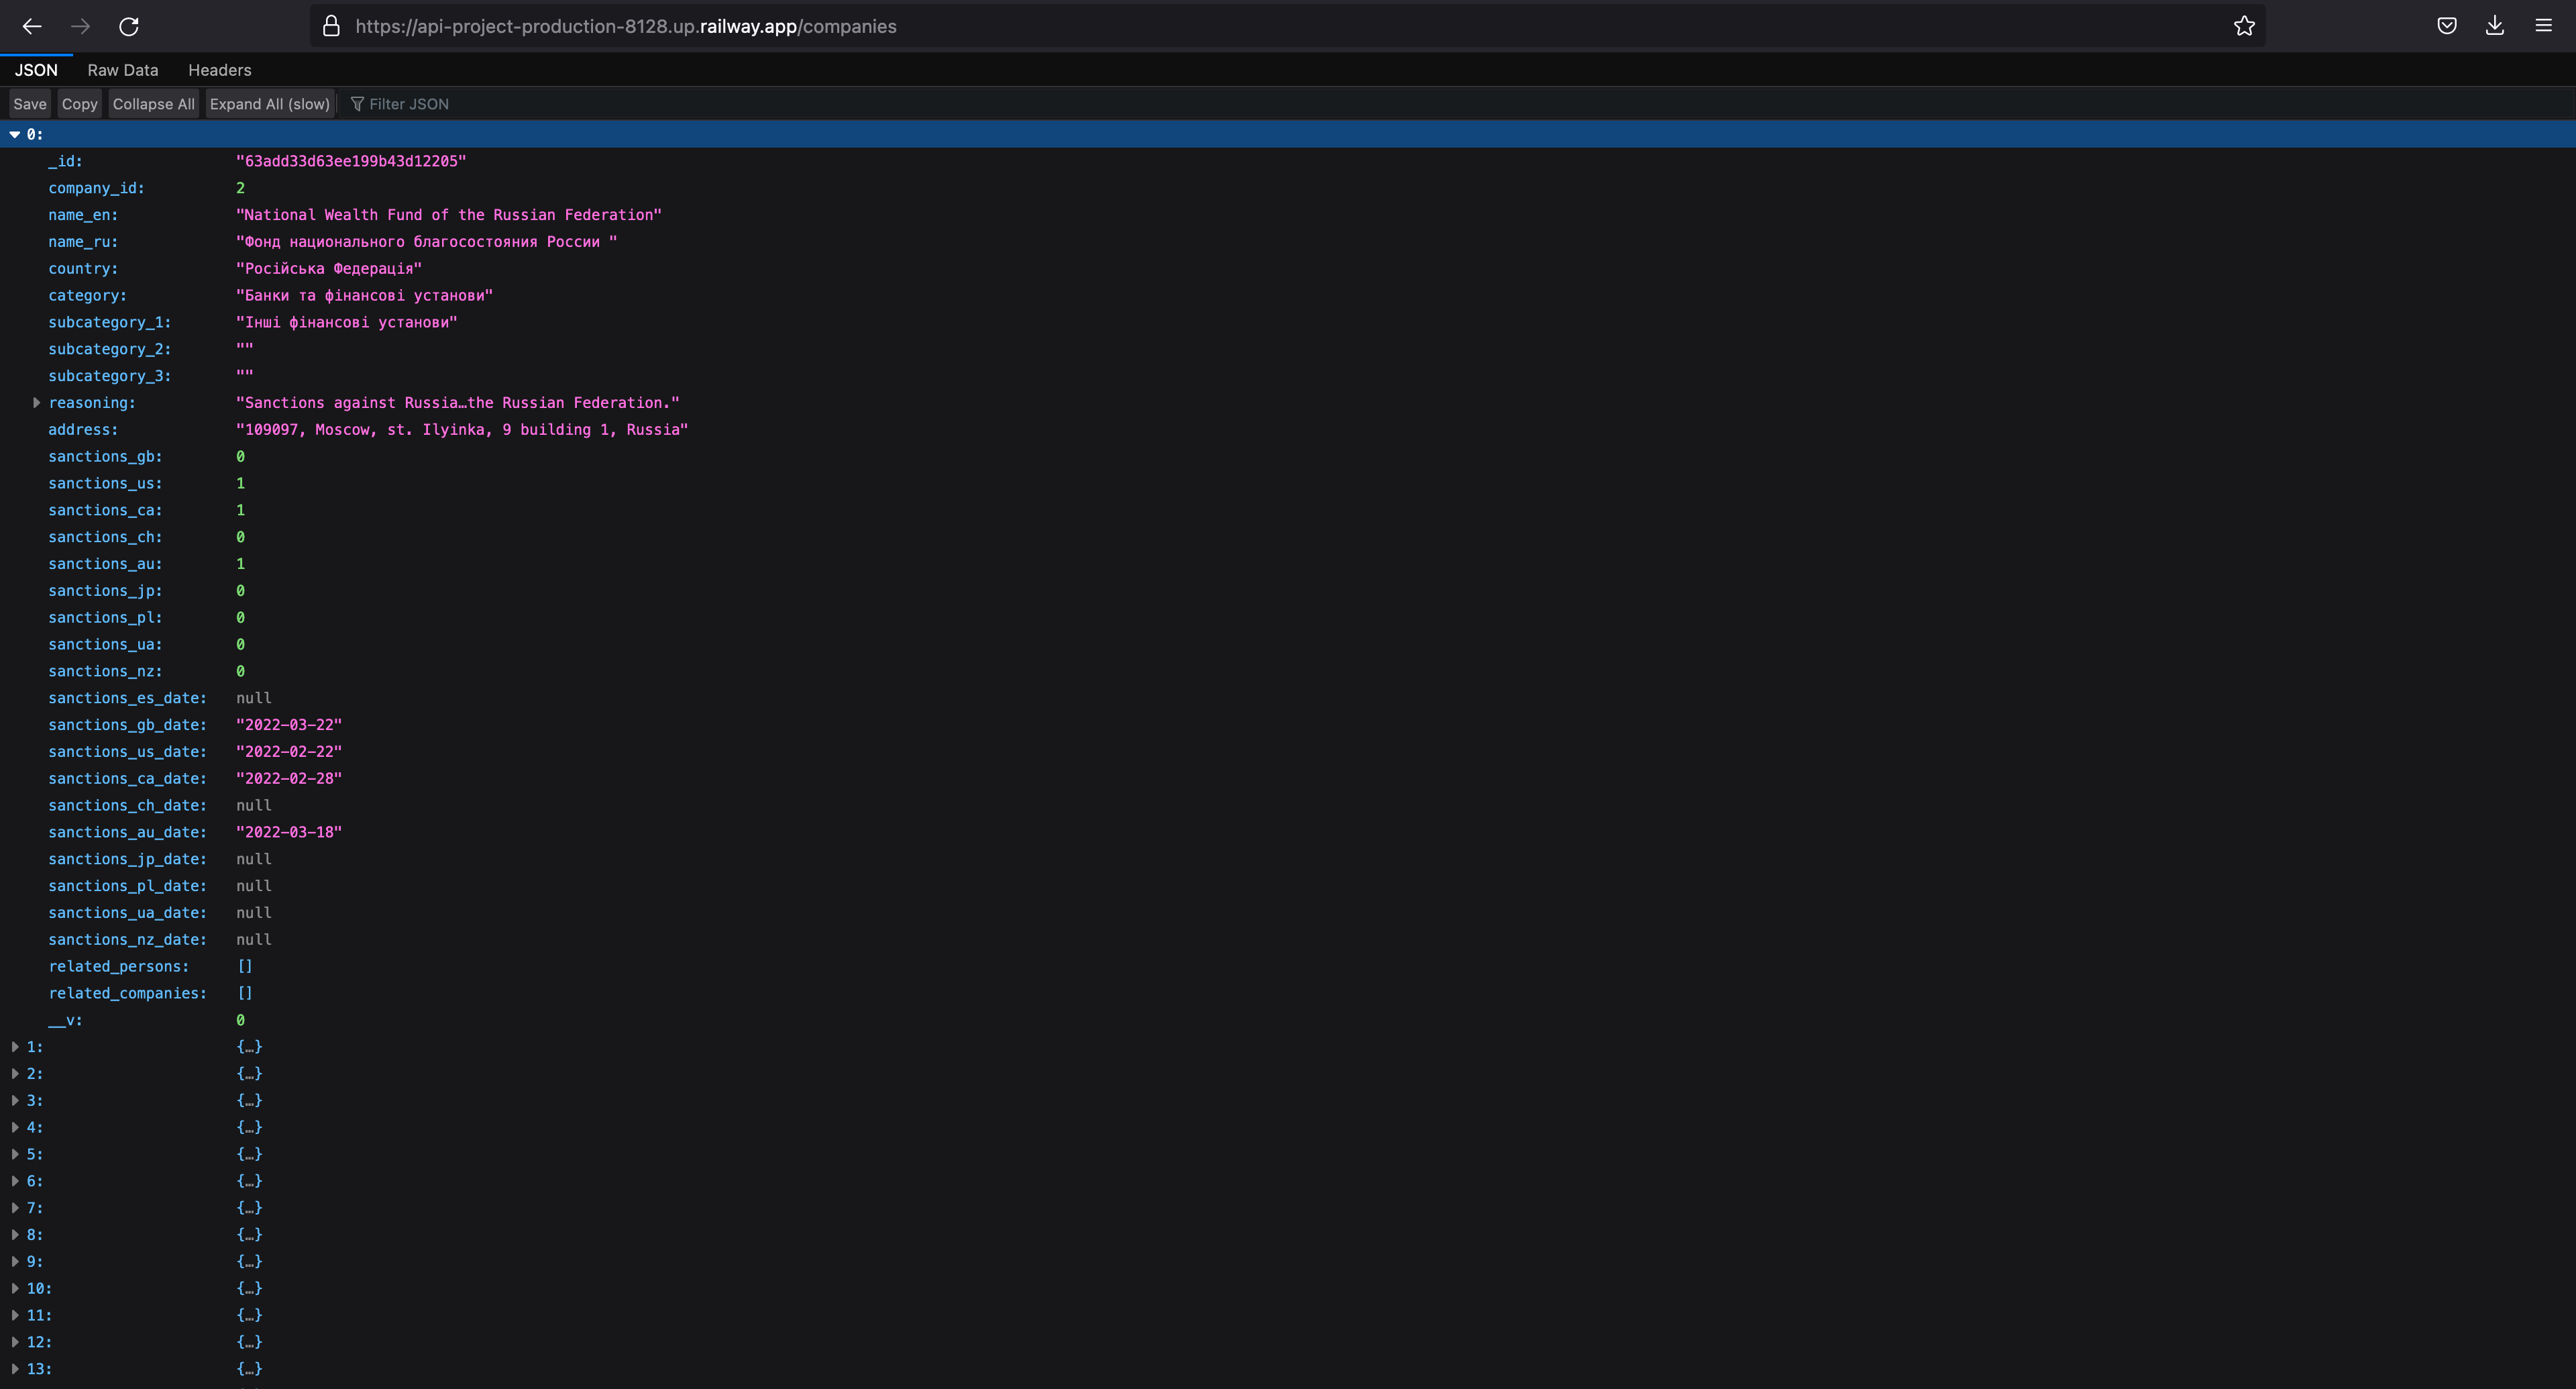 https://api-project-production-8128.up.railway.app/companies
JSON Raw Data Headers
Save Copy Collapse All Expand All (slow) Filter JSON
0:
_id: "63add33d63ee199b43d12205"
company_id: 2
name_en: "National Wealth Fund of the Russian Federation"
name_ru: "Фонд национального благосостояния России "
country: "Російська Федерація"
category: "Банки та фінансові установи"
subcategory_1: "Інші фінансові установи"
subcategory_2: ""
subcategory_3: ""
reasoning: "Sanctions against Russia…the Russian Federation."
address: "109097, Moscow, st. Ilyinka, 9 building 1, Russia"
sanctions_gb: 0
sanctions_us: 1
sanctions_ca: 1
sanctions_ch: 0
sanctions_au: 1
sanctions_jp: 0
sanctions_pl: 0
sanctions_ua: 0
sanctions_nz: 0
sanctions_es_date: null
sanctions_gb_date: "2022-03-22"
sanctions_us_date: "2022-02-22"
sanctions_ca_date: "2022-02-28"
sanctions_ch_date: null
sanctions_au_date: "2022-03-18"
sanctions_jp_date: null
sanctions_pl_date: null
sanctions_ua_date: null
sanctions_nz_date: null
related_persons: []
related_companies: []
__v: 0
1: {…}
2: {…}
3: {…}
4: {…}
5: {…}
6: {…}
7: {…}
8: {…}
9: {…}
10: {…}
11: {…}
12: {…}
13: {…}